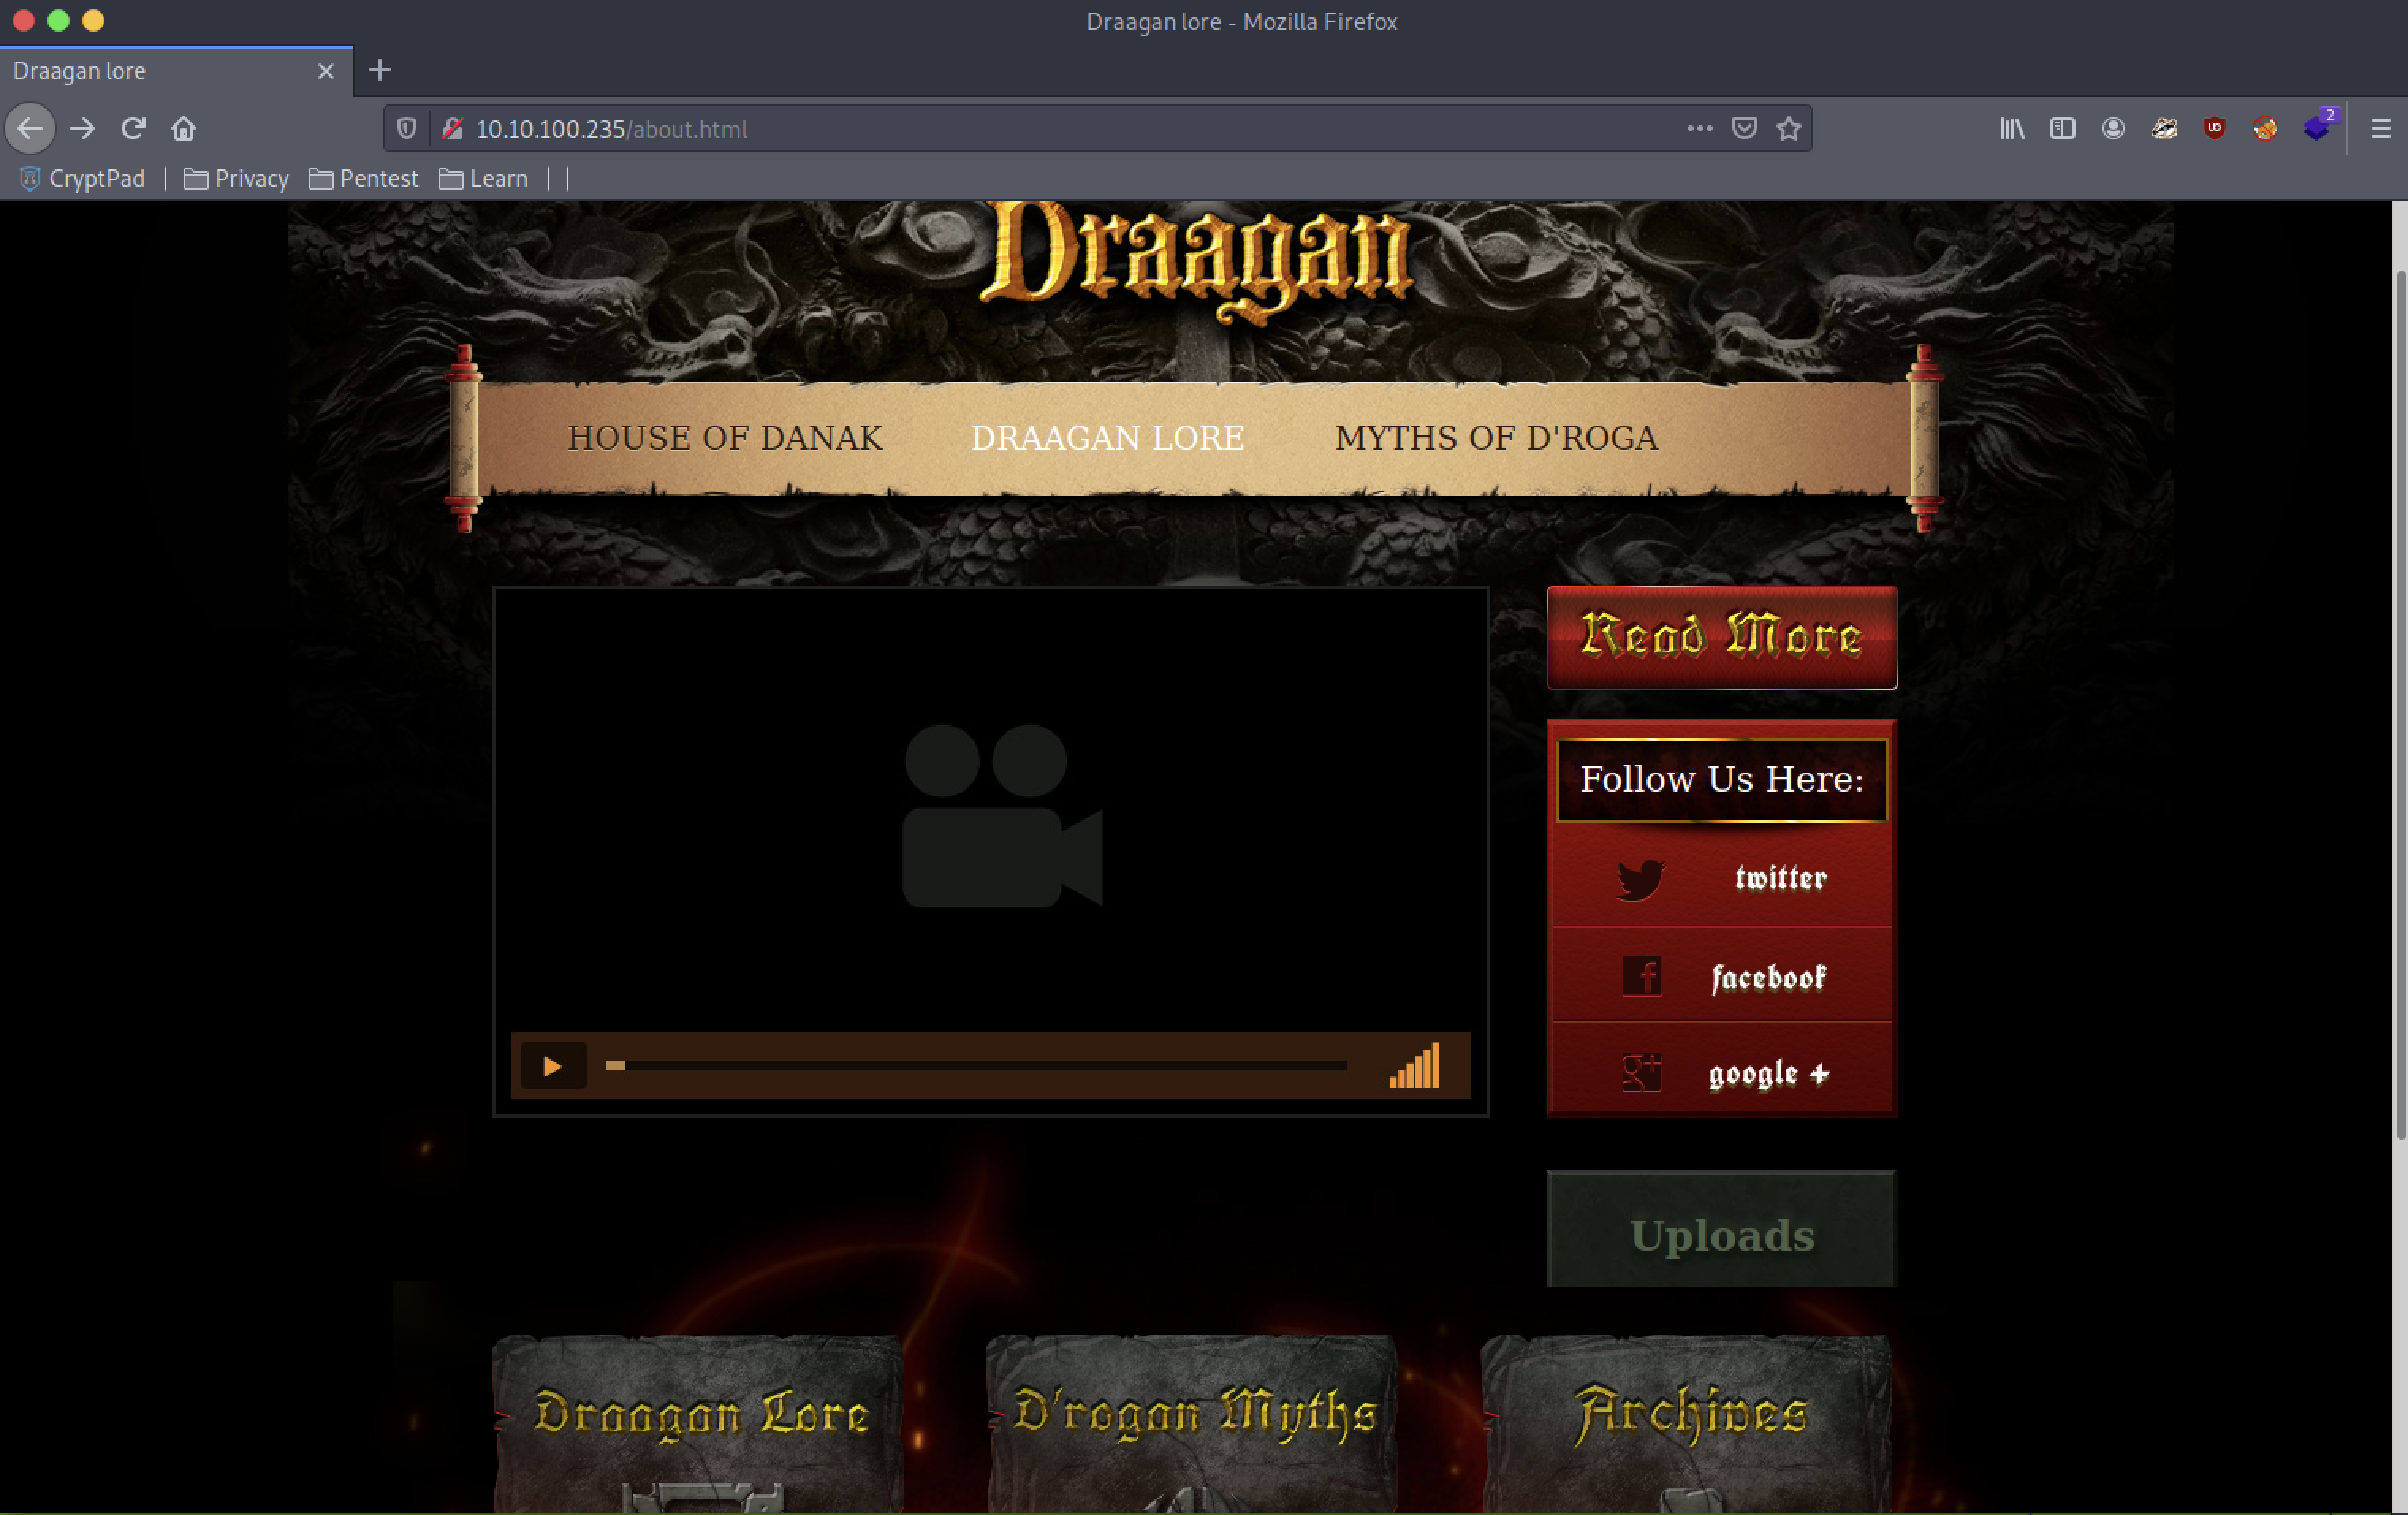 Draagan lore - Mozilla Firefox
Draagan lore
10.10.100.235/about.html
2
CryptPad Privacy Pentest Learn
Draagan
HOUSE OF DANAK DRAAGAN LORE MYTHS OF D'ROGA
Read More
Follow Us Here:
twitter
facebook
google +
Uploads
Draagan Lore D'rogan Myths Archives